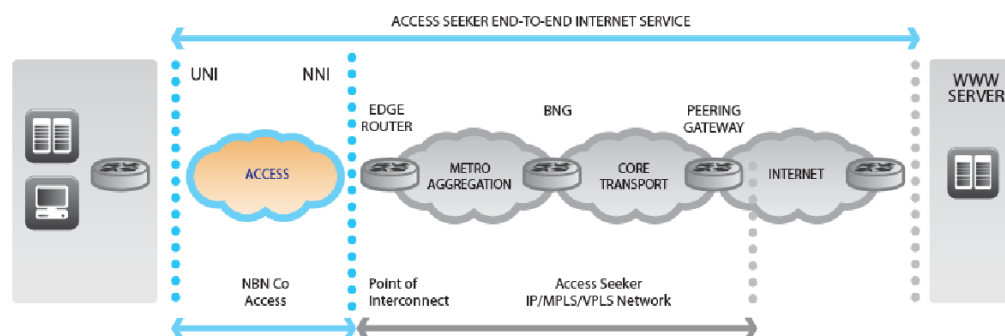 ACCESS SEEKER END-TO-END INTERNET SERVICE
UNI
NNI
WWW
SERVER
EDGE
ROUTER
BNG
PEERING
GATEWAY
ACCESS
METRO
AGGREGATION
CORE
TRANSPORT
INTERNET
NBN Co
Access
Point of
Interconnect
Access Seeker
IP/MPLS/VPLS Network